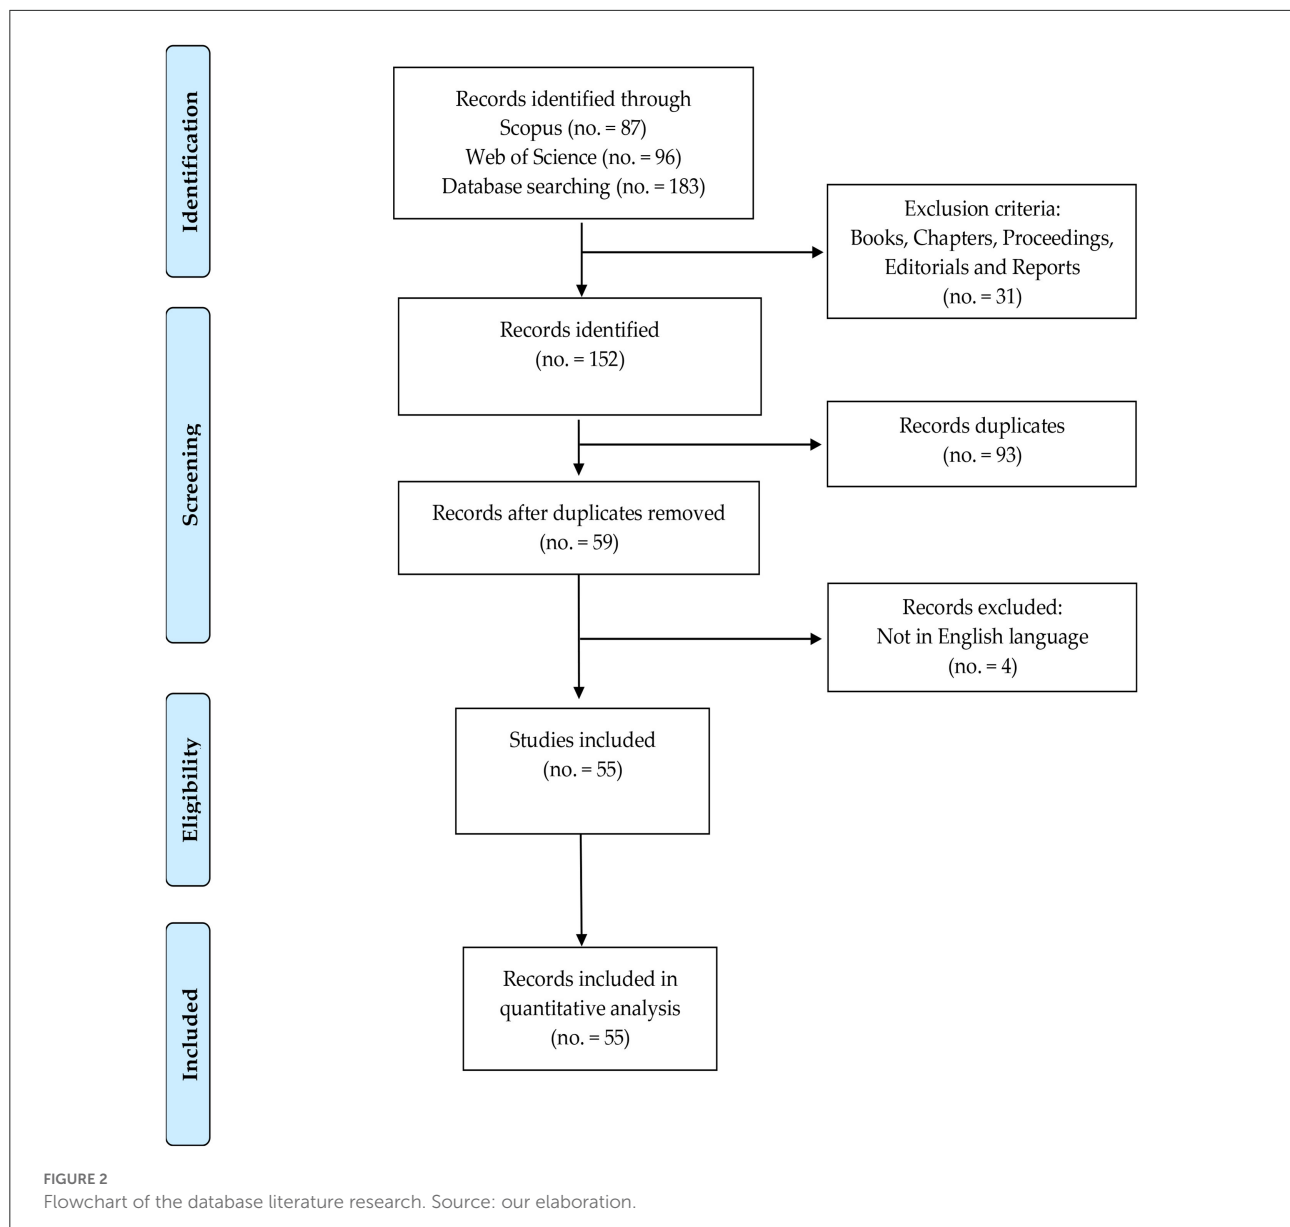 Identification
Records identified through
Scopus (no. = 87)
Web of Science (no. = 96)
Database searching (no. = 183)
Exclusion criteria:
Books, Chapters, Proceedings,
Editorials and Reports
(no. = 31)
Screening
Records identified
(no. = 152)
Records duplicates
(no. = 93)
Records after duplicates removed
(no. = 59)
Records excluded:
Not in English language
(no. = 4)
Eligibility
Studies included
(no. = 55)
Included
Records included in
quantitative analysis
(no. = 55)
FIGURE 2
Flowchart of the database literature research. Source: our elaboration.